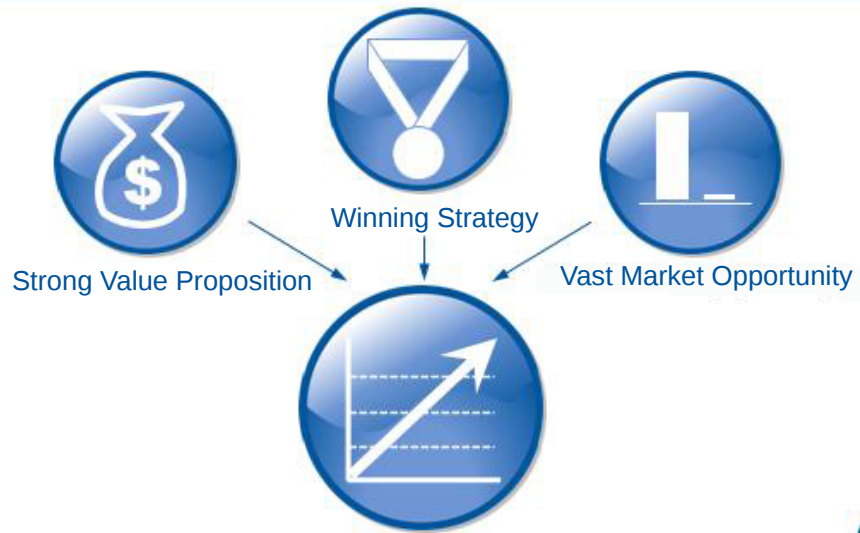 $
Winning Strategy
Strong Value Proposition
Vast Market Opportunity